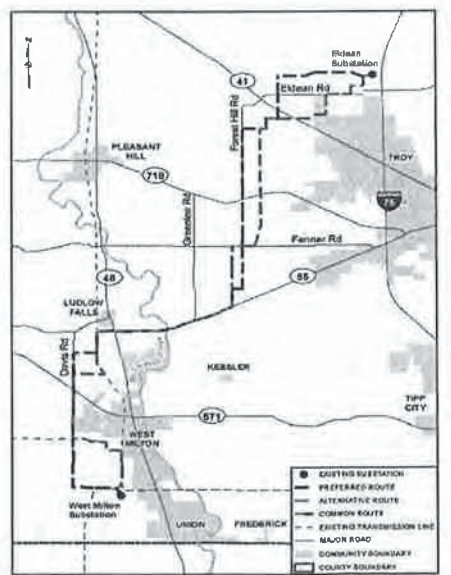 N
Eldean
Substation
41
Eldean Rd
Forest Hill Rd
PLEASANT
HILL
TROY
718
Greenlee Rd
75
Fenner Rd
48
55
LUDLOW
FALLS
Davis Rd
KESSLER
TIPP
CITY
571
WEST
MILTON
West Milton
Substation
UNION
FREDERICK
EXISTING SUBSTATION
PREFERRED ROUTE
ALTERNATIVE ROUTE
COMMON ROUTE
EXISTING TRANSMISSION LINE
MAJOR ROAD
COMMUNITY BOUNDARY
COUNTY BOUNDARY